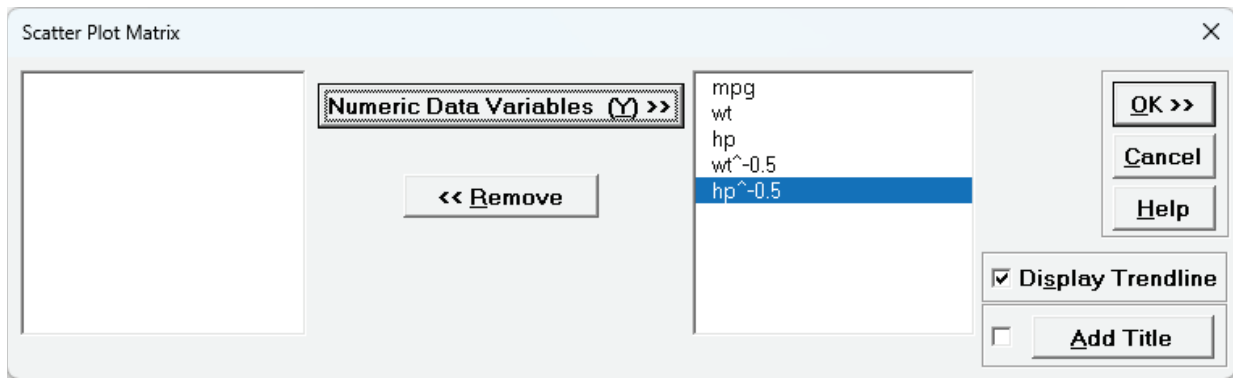 Scatter Plot Matrix
Numeric Data Variables (Y) >>
<< Remove
mpg
wt
hp
wt^-0.5
hp^-0.5
OK >>
Cancel
Help
Display Trendline
Add Title